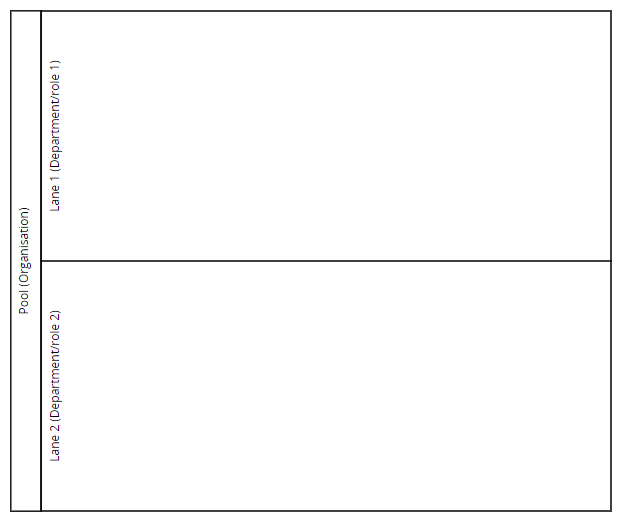 Pool (Organisation)
Lane 1 (Department/role 1)
Lane 2 (Department/role 2)